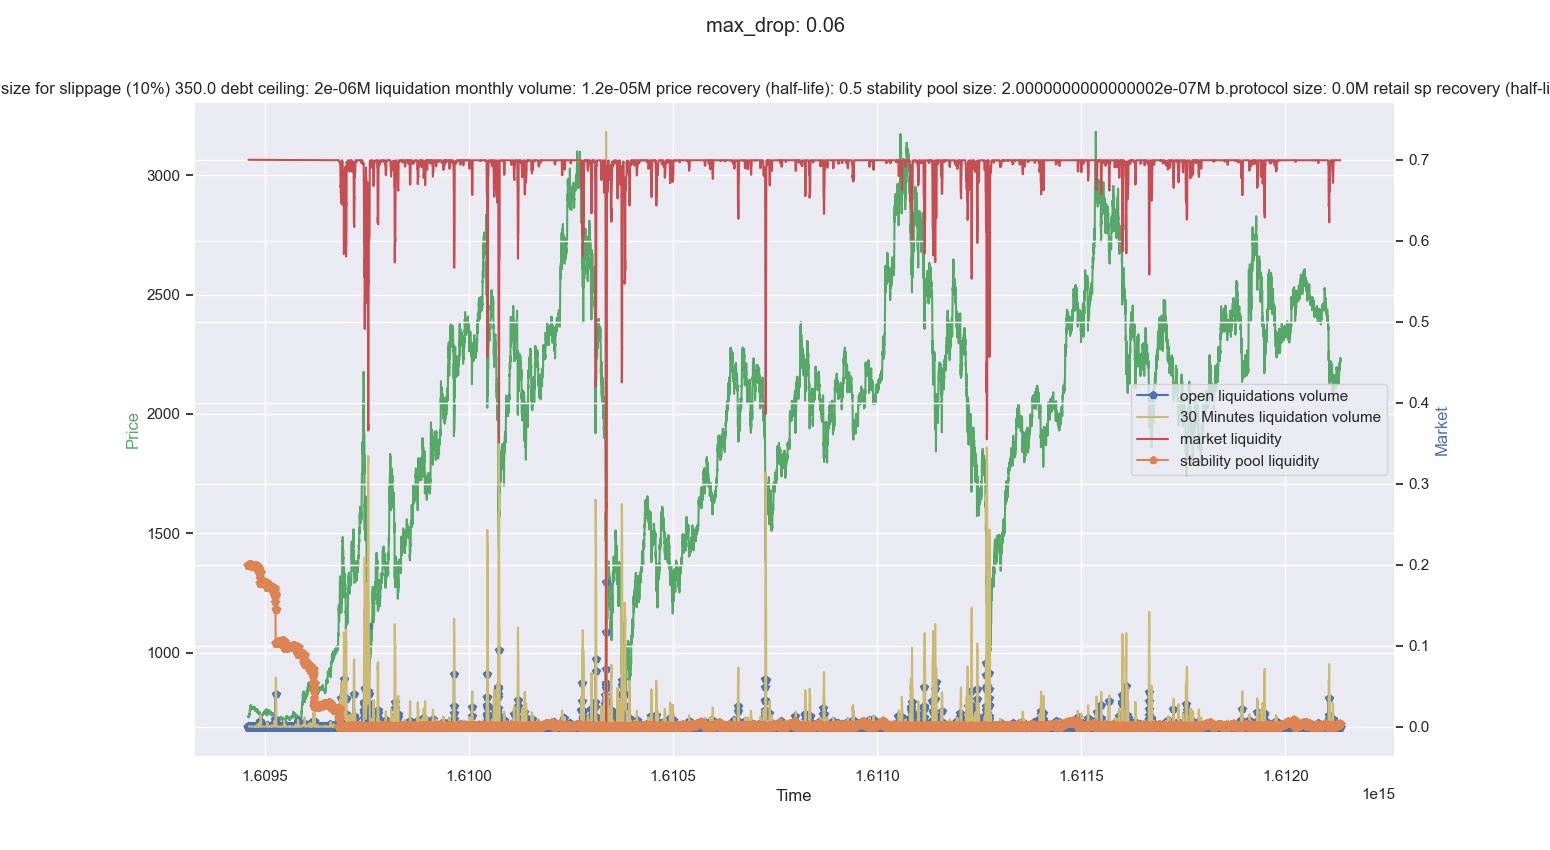 max_drop: 0.06
size for slippage (10%) 350.0 debt ceiling: 2e-06M liquidation monthly volume: 1.2e-05M price recovery (half-life): 0.5 stability pool size: 2.0000000000000002e-07M b.protocol size: 0.0M retail sp recovery (half-li
3000
2500
2000
1500
1000
Price
0.7
0.6
0.5
0.4
0.3
0.2
0.1
0.0
Market
open liquidations volume
30 Minutes liquidation volume
market liquidity
stability pool liquidity
1.6095 1.6100 1.6105 1.6110 1.6115 1.6120
Time
1e15